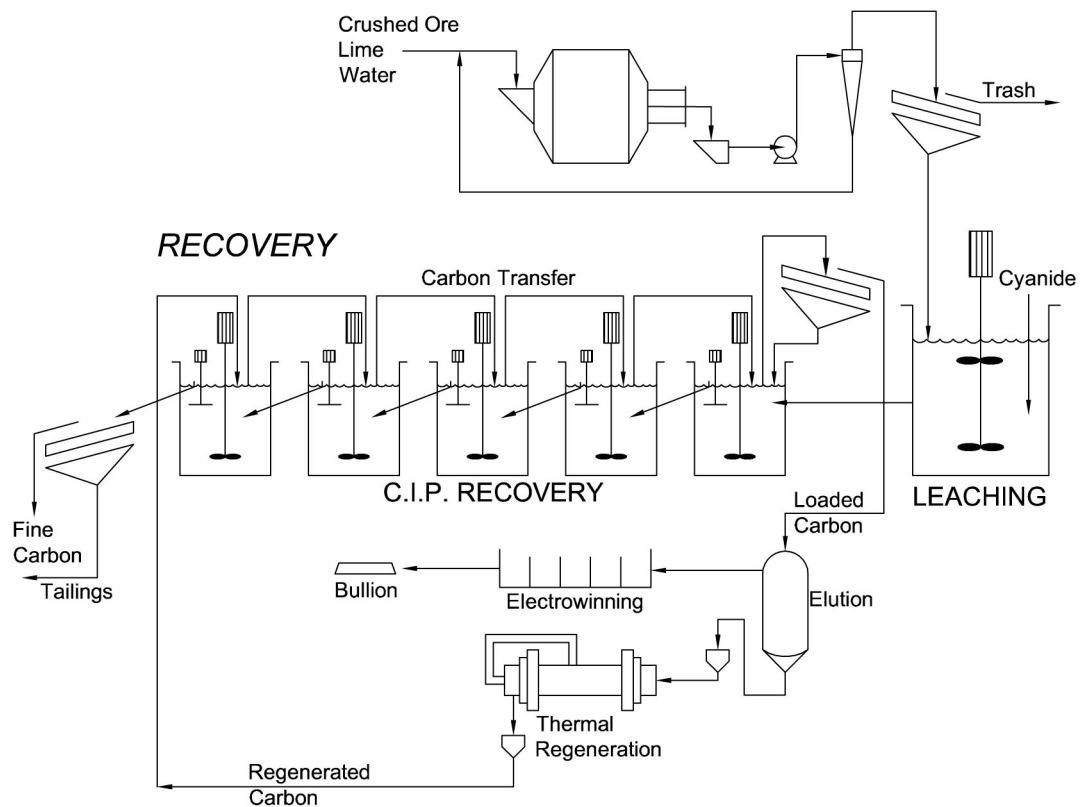 Crushed Ore
Lime
Water
Trash
RECOVERY
Carbon Transfer
Cyanide
C.I.P. RECOVERY
LEACHING
Loaded
Carbon
Fine
Carbon
Tailings
Bullion
Electrowinning
Elution
Thermal
Regeneration
Regenerated
Carbon